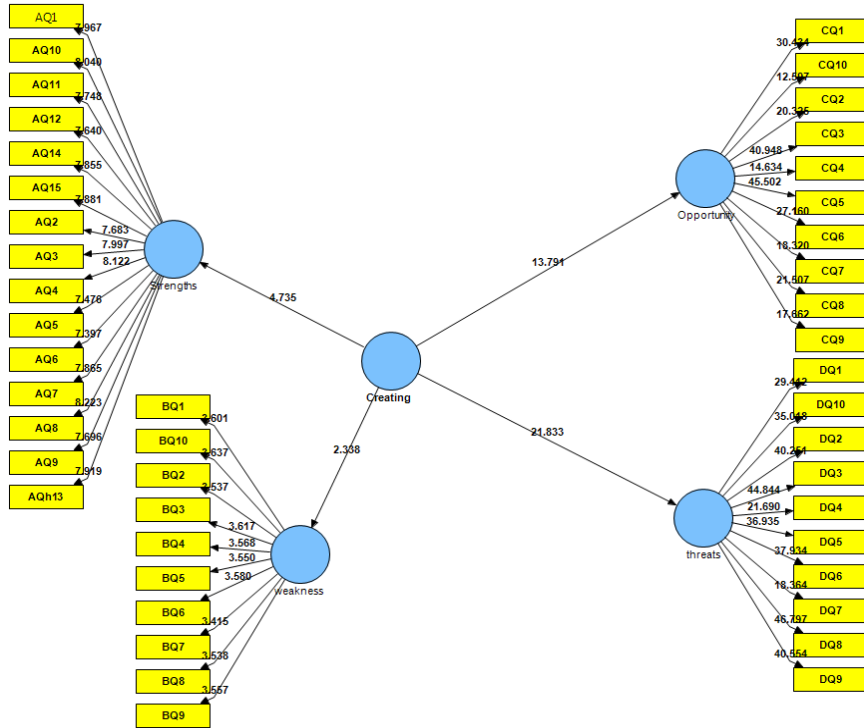 AQ1
7.967
AQ10
8.040
AQ11
7.748
AQ12
7.640
AQ14
7.855
AQ15
7.881
AQ2
7.683
AQ3
7.997
AQ4
8.122
AQ5
7.476
AQ6
7.397
AQ7
7.865
AQ8
8.223
AQ9
7.696
AQh13
7.919
Strengths
4.735
BQ1
3.601
BQ10
3.637
BQ2
3.537
BQ3
3.617
BQ4
3.568
BQ5
3.550
3.580
BQ6
3.415
BQ7
3.538
BQ8
3.557
BQ9
weakness
2.338
Creating
13.791
21.833
CQ1
30.434
CQ10
12.597
CQ2
20.325
CQ3
40.948
CQ4
14.634
CQ5
45.502
CQ6
27.160
CQ7
18.320
CQ8
21.507
CQ9
17.662
Opportunity
DQ1
29.442
DQ10
35.048
DQ2
40.251
DQ3
44.844
DQ4
21.690
DQ5
36.935
DQ6
37.934
DQ7
18.364
DQ8
46.797
DQ9
40.554
threats